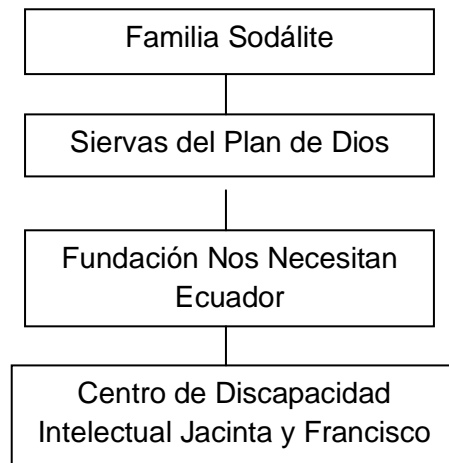 Familia Sodálite
Siervas del Plan de Dios
Fundación Nos Necesitan
Ecuador
Centro de Discapacidad
Intelectual Jacinta y Francisco